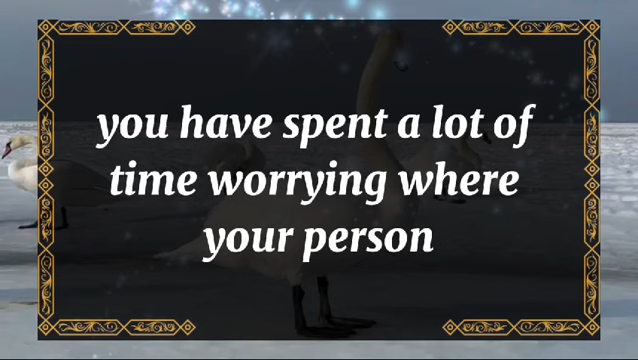 you have spent a lot of
time worrying where
your person